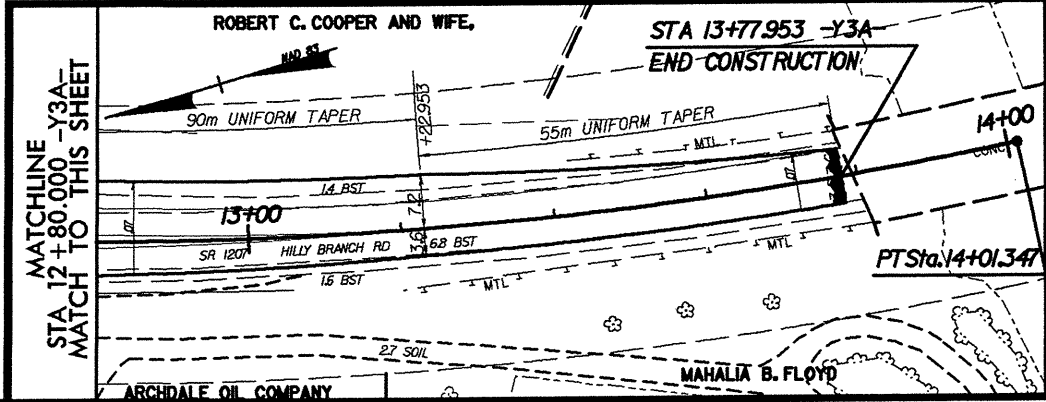 ROBERT C. COOPER AND WIFE,
STA 13+77.953 -Y3A-
END CONSTRUCTION
NAD 83
MATCHLINE
STA 12+80.000 -Y3A-
MATCH TO THIS SHEET
90m UNIFORM TAPER
+22.953
55m UNIFORM TAPER
MTL
14+00
CONC
1.4 BST
13+00
7.2
3.6
SR 1207 HILLY BRANCH RD
6.8 BST
1.6 BST
MTL
MTL
PT Sta. 14+01.347
2.7 SOIL
ARCHDALE OIL COMPANY
MAHALIA B. FLOYD